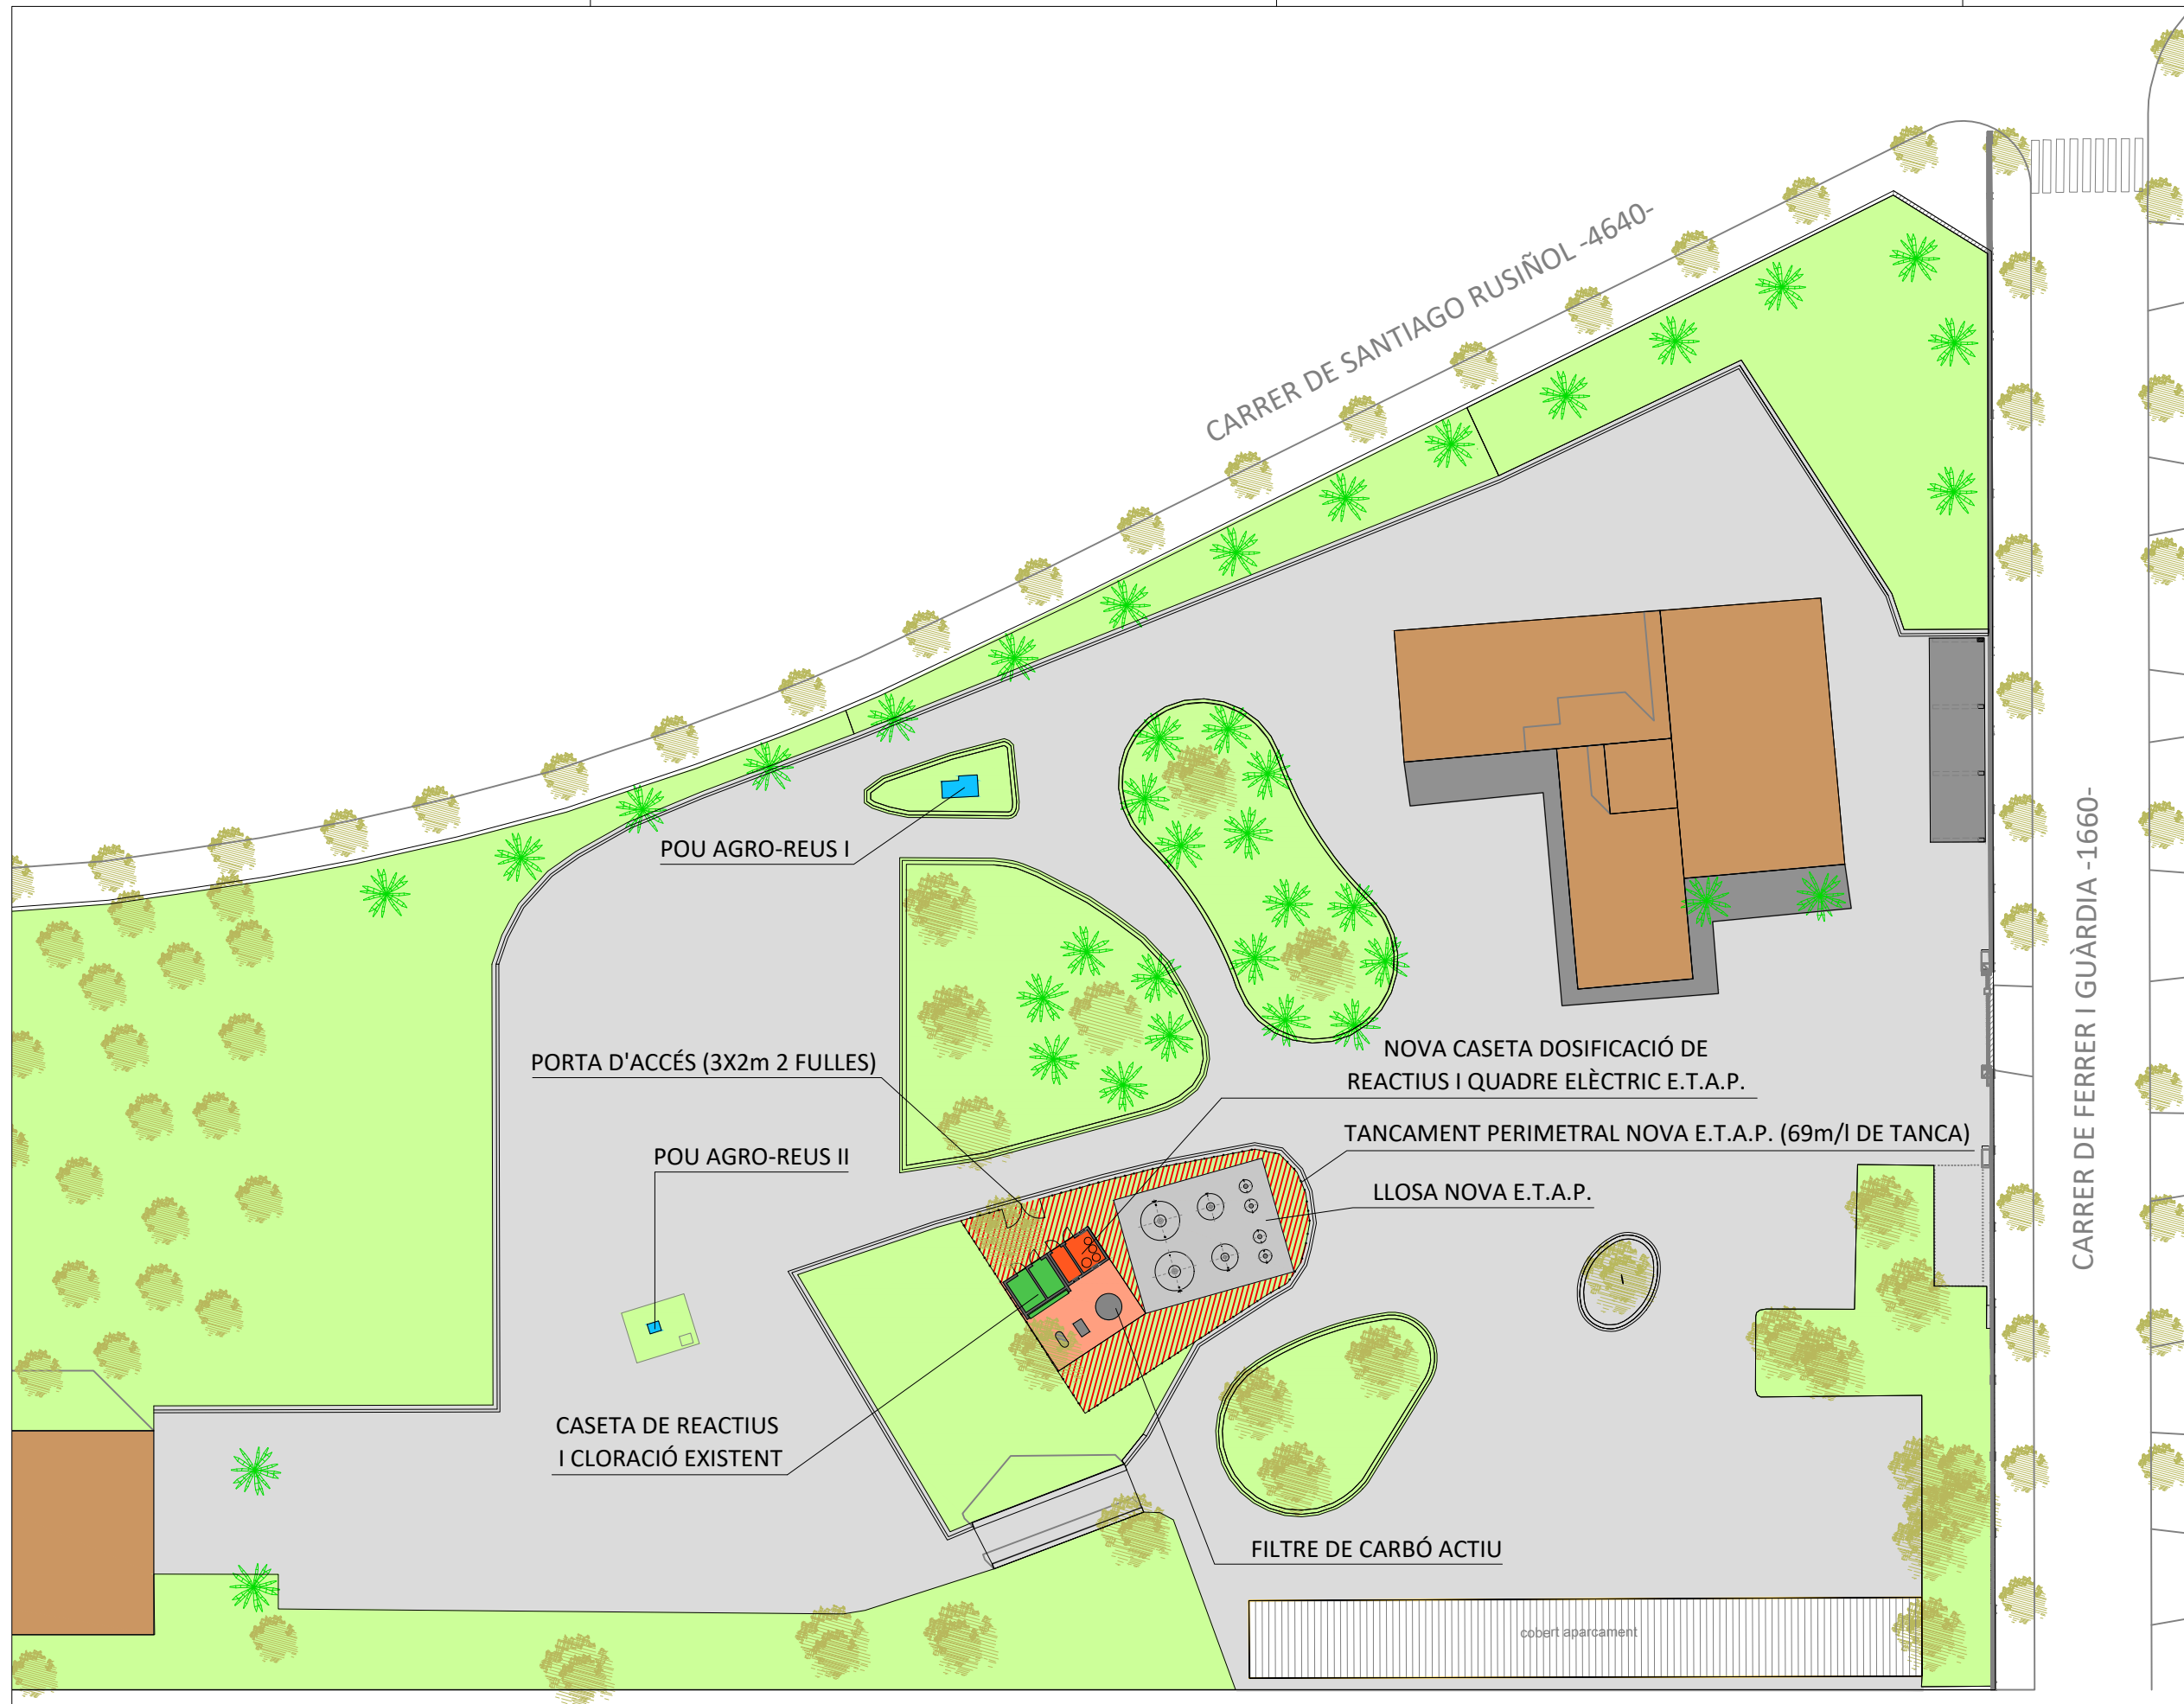 CARRER DE SANTIAGO RUSIÑOL -4640-
POU AGRO-REUS I
CARRER DE FERRER I GUÀRDIA -1660-
PORTA D'ACCÉS (3X2m 2 FULLES)
NOVA CASETA DOSIFICACIÓ DE
REACTIUS I QUADRE ELÈCTRIC E.T.A.P.
TANCAMENT PERIMETRAL NOVA E.T.A.P. (69m/l DE TANCA)
POU AGRO-REUS II
LLOSA NOVA E.T.A.P.
CASETA DE REACTIUS
I CLORACIÓ EXISTENT
FILTRE DE CARBÓ ACTIU
cobert aparcament